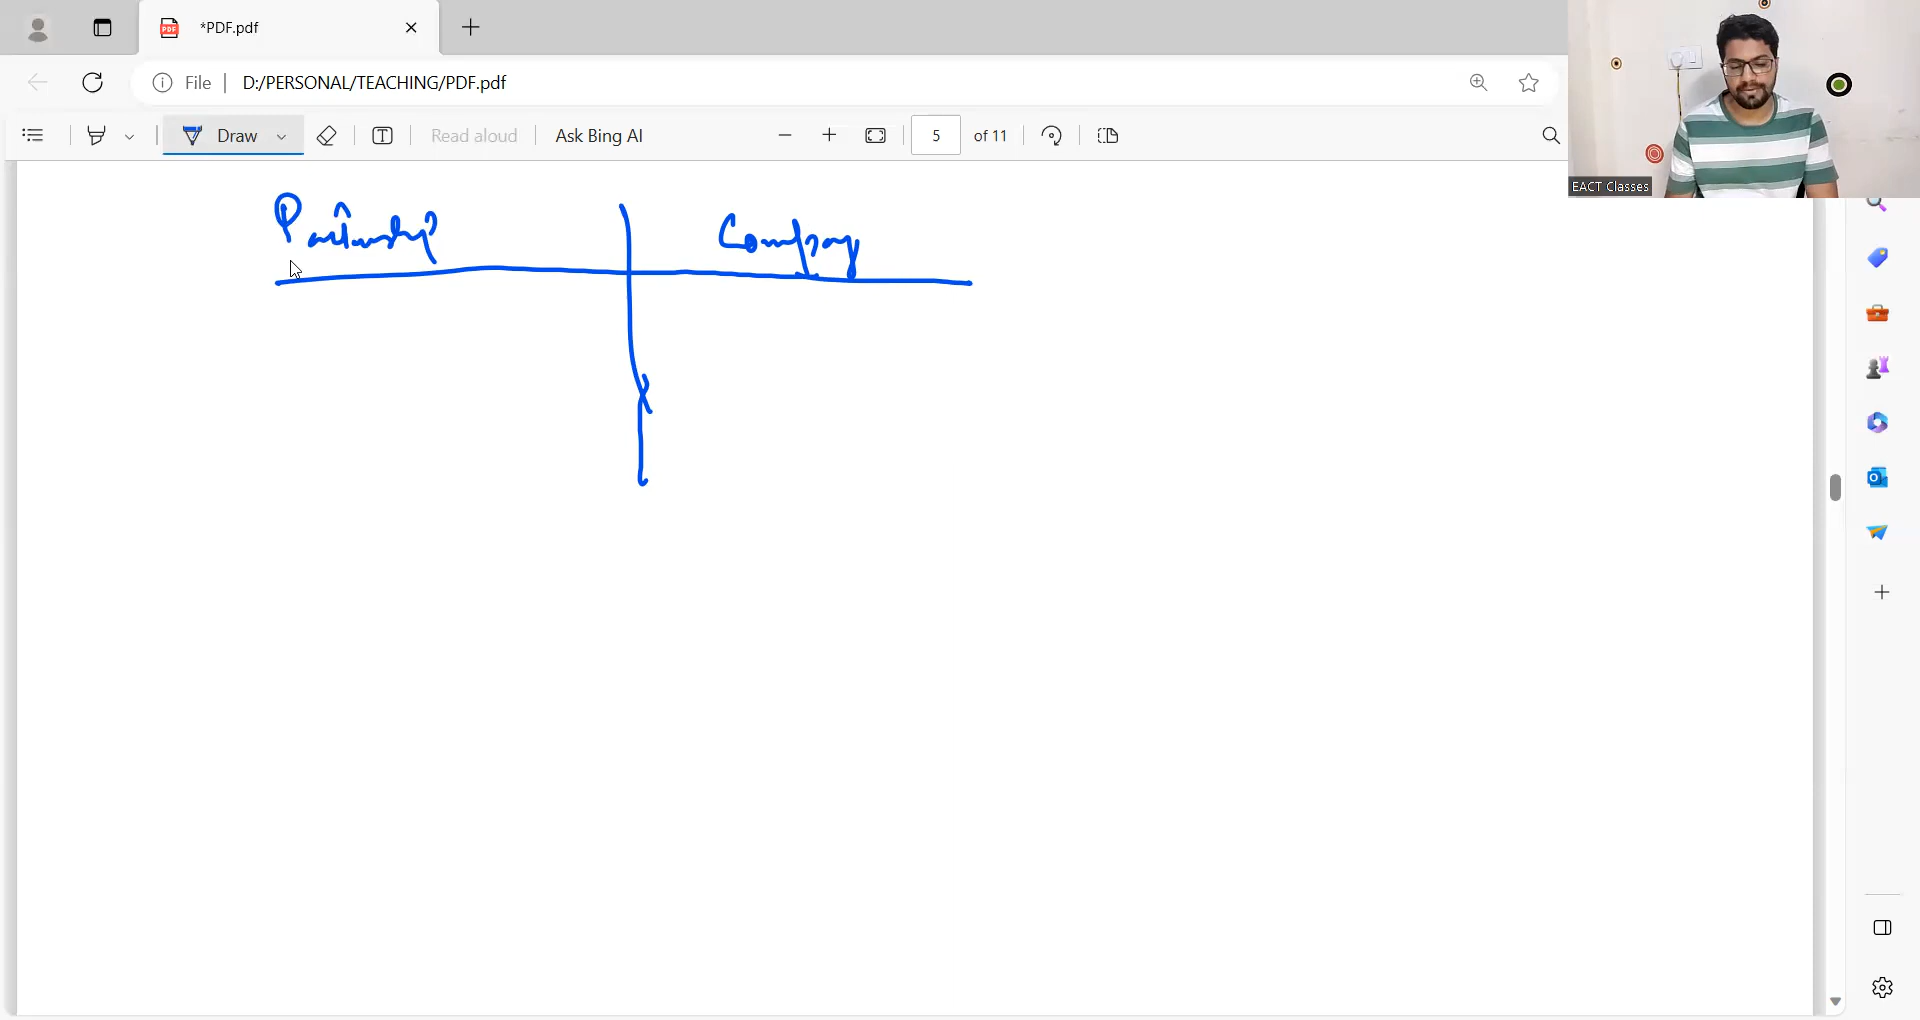 *PDF.pdf
File | D:/PERSONAL/TEACHING/PDF.pdf
Draw
Read aloud
Ask Bing AI
5 of 11
EACT Classes
Partnership
Company